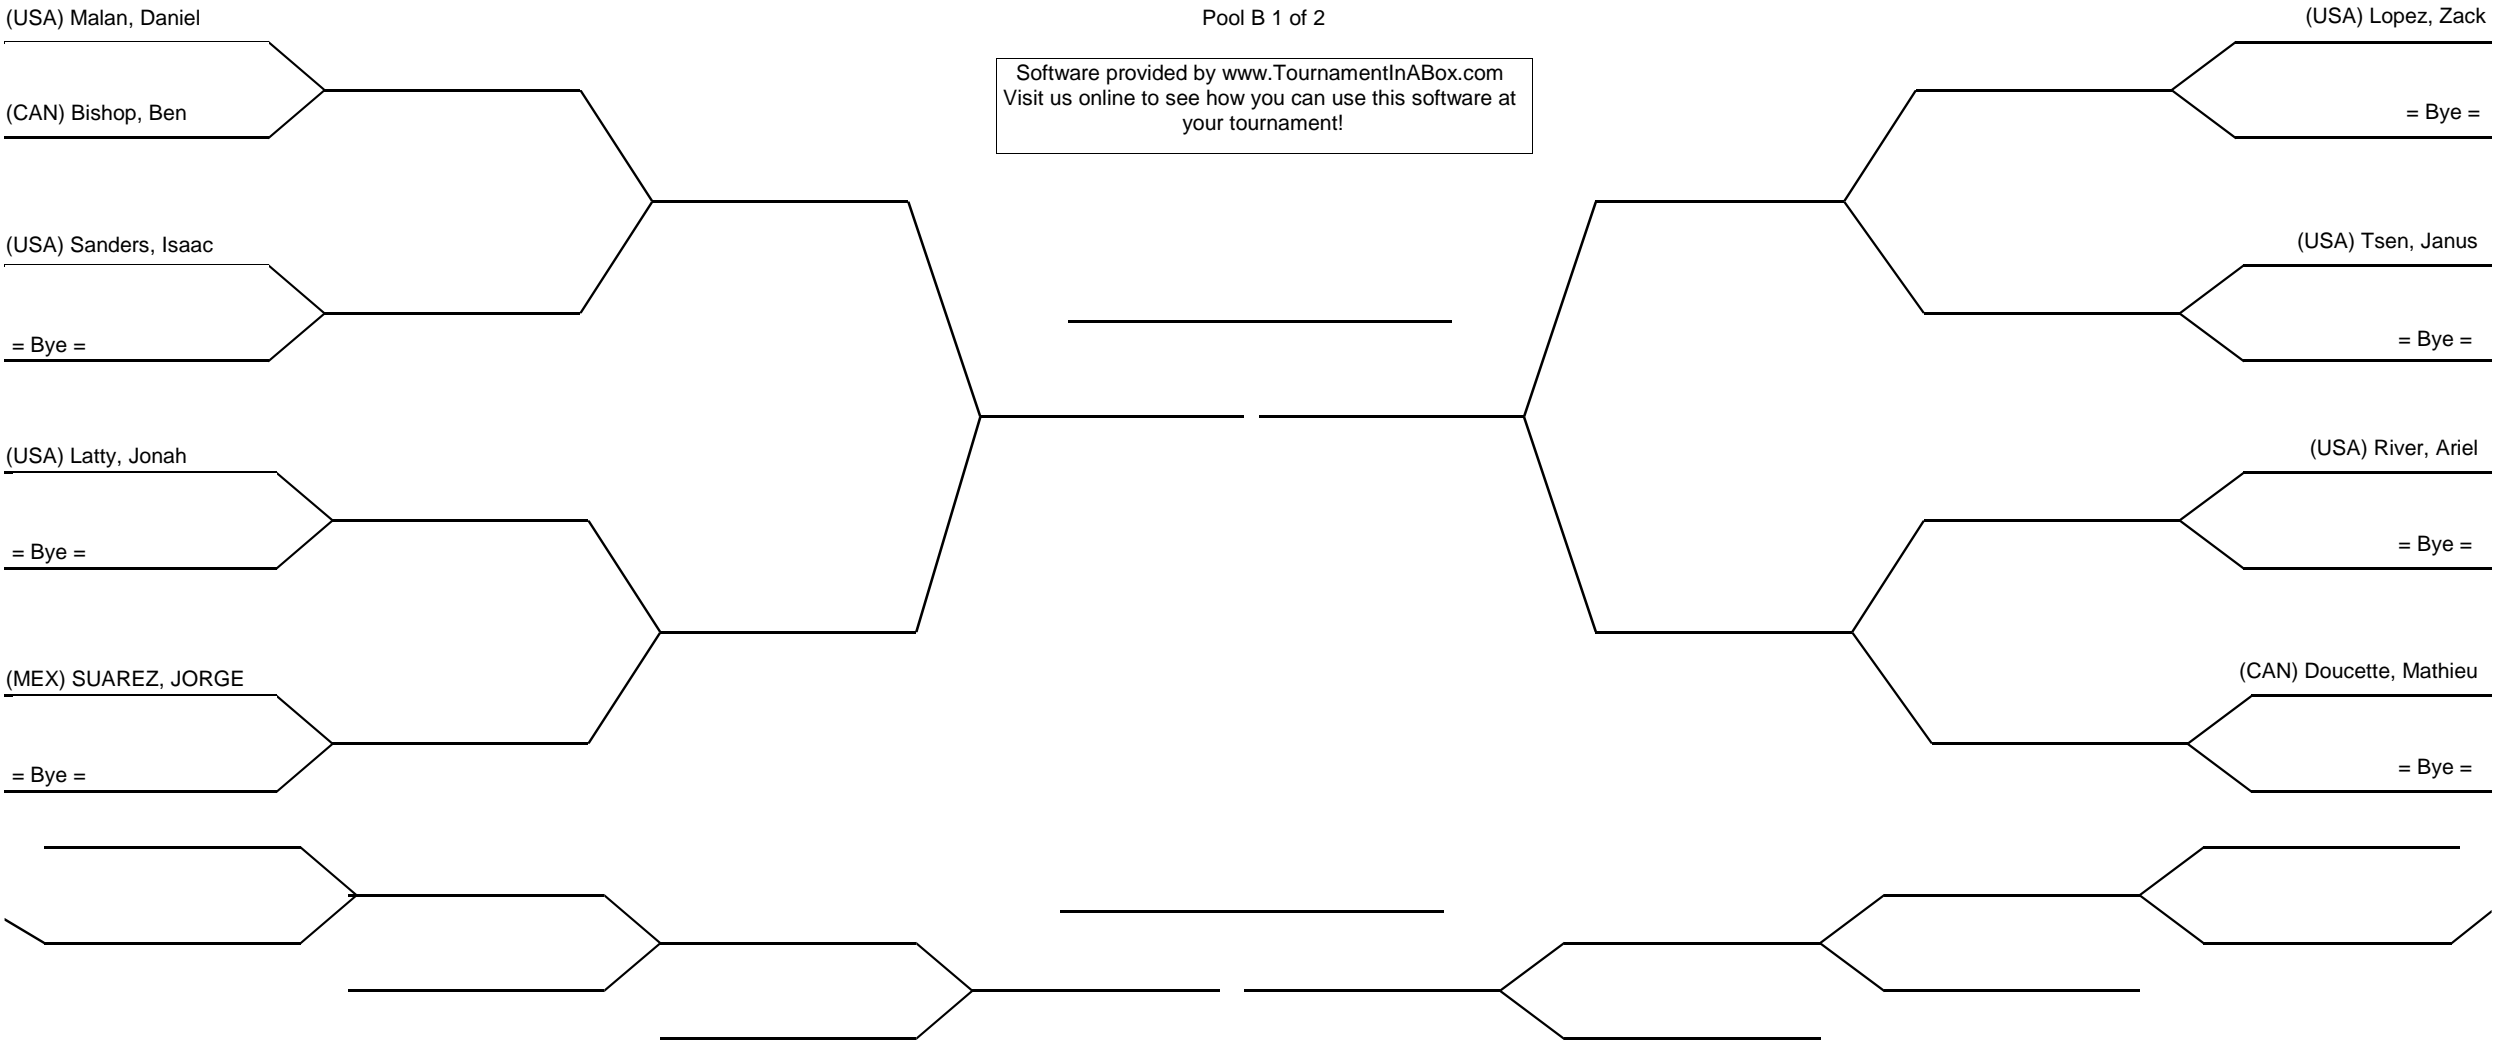 (USA) Malan, Daniel
Pool B 1 of 2
(USA) Lopez, Zack
Software provided by www.TournamentInABox.com
Visit us online to see how you can use this software at
your tournament!
(CAN) Bishop, Ben
= Bye =
(USA) Sanders, Isaac
(USA) Tsen, Janus
= Bye =
= Bye =
(USA) Latty, Jonah
(USA) River, Ariel
= Bye =
= Bye =
(MEX) SUAREZ, JORGE
(CAN) Doucette, Mathieu
= Bye =
= Bye =